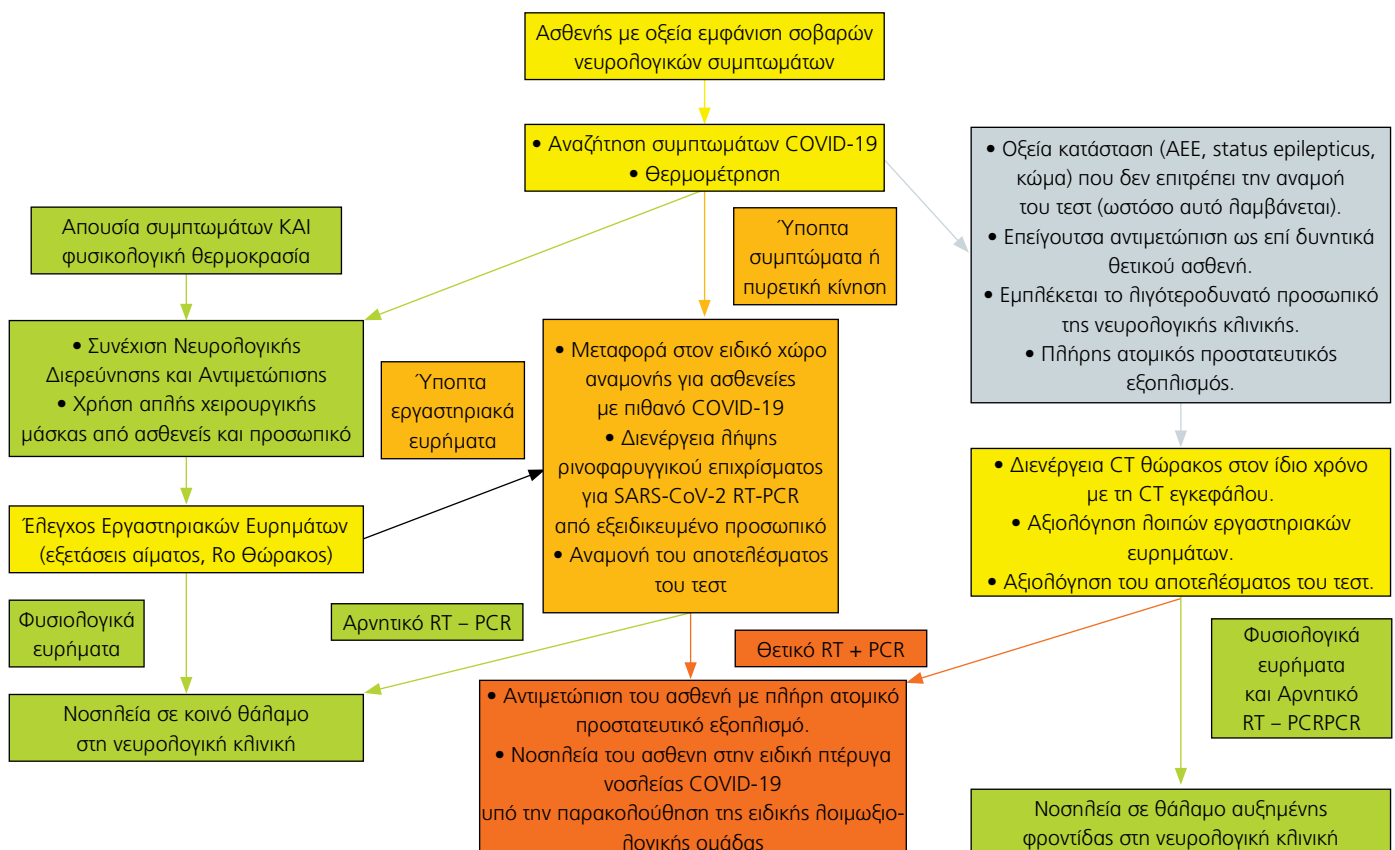 Ασθενής με οξεία εμφάνιση σοβαρών
νευρολογικών συμπτωμάτων
• Αναζήτηση συμπτωμάτων COVID-19
• Θερμομέτρηση
• Οξεία κατάσταση (ΑΕΕ, status epilepticus,
κώμα) που δεν επιτρέπει την αναμοή
του τεστ (ωστόσο αυτό λαμβάνεται).
• Επείγουσα αντιμετώπιση ως επί δυνητικά
θετικού ασθενή.
• Εμπλέκεται το λιγότεροδυνατό προσωπικό
της νευρολογικής κλινικής.
• Πλήρης ατομικός προστατευτικός
εξοπλισμός.
Απουσία συμπτωμάτων ΚΑΙ
φυσικολογική θερμοκρασία
Ύποπτα
συμπτώματα ή
πυρετική κίνηση
• Συνέχιση Νευρολογικής
Διερεύνησης και Αντιμετώπισης
• Χρήση απλής χειρουργικής
μάσκας από ασθενείς και προσωπικό
Ύποπτα
εργαστηριακά
ευρήματα
• Μεταφορά στον ειδικό χώρο
αναμονής για ασθενείες
με πιθανό COVID-19
• Διενέργεια λήψης
ρινοφαρυγγικού επιχρίσματος
για SARS-CoV-2 RT-PCR
από εξειδικευμένο προσωπικό
• Αναμονή του αποτελέσματος
του τεστ
• Διενέργεια CT θώρακος στον ίδιο χρόνο
με τη CT εγκεφάλου.
• Αξιολόγηση λοιπών εργαστηριακών
ευρημάτων.
• Αξιολόγηση του αποτελέσματος του τεστ.
Έλεγχος Εργαστηριακών Ευρημάτων
(εξετάσεις αίματος, Ro Θώρακος)
Φυσιολογικά
ευρήματα
Αρνητικό RT – PCR
Θετικό RT + PCR
Φυσιολογικά
ευρήματα
και Αρνητικό
RT – PCRPCR
Νοσηλεία σε κοινό θάλαμο
στη νευρολογική κλινική
• Αντιμετώπιση του ασθενή με πλήρη ατομικό
προστατευτικό εξοπλισμό.
• Νοσηλεία του ασθενη στην ειδική πτέρυγα
νοσλείας COVID-19
υπό την παρακολούθηση της ειδικής λοιμωξιο-
λογικής ομάδας
Νοσηλεία σε θάλαμο αυξημένης
φροντίδας στη νευρολογική κλινική